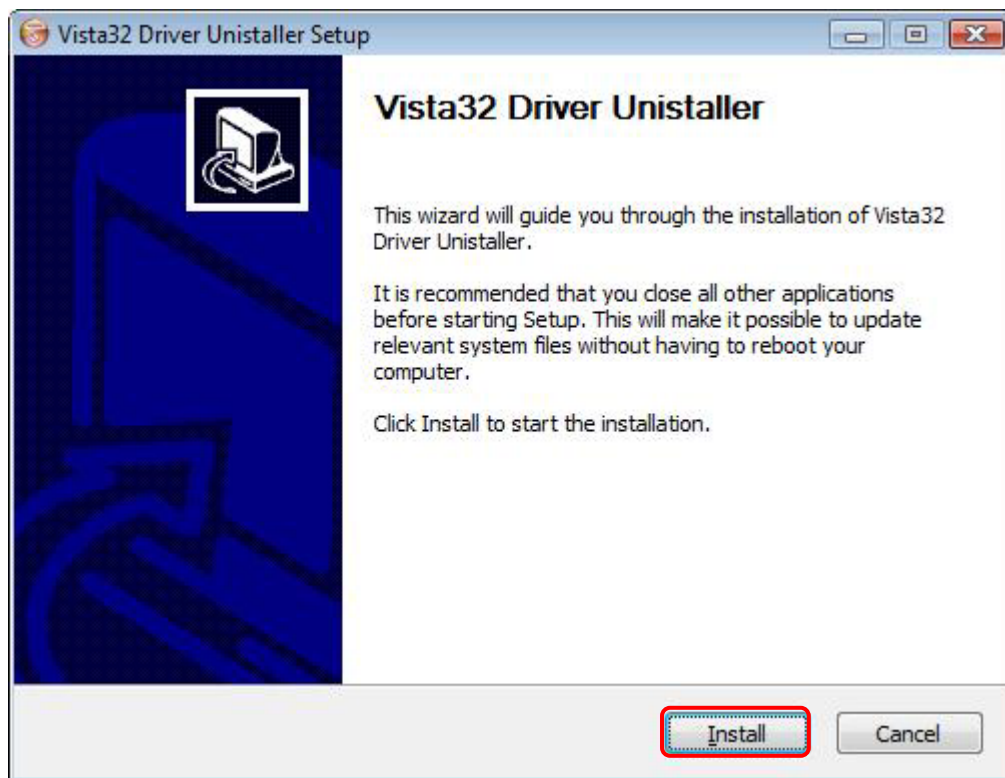 Vista32 Driver Unistaller Setup
Vista32 Driver Unistaller
This wizard will guide you through the installation of Vista32
Driver Unistaller.
It is recommended that you close all other applications
before starting Setup. This will make it possible to update
relevant system files without having to reboot your
computer.
Click Install to start the installation.
Install
Cancel